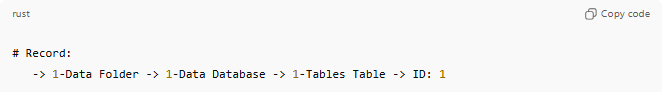 rust
Copy code
# Record:
-> 1-Data Folder -> 1-Data Database -> 1-Tables Table -> ID: 1